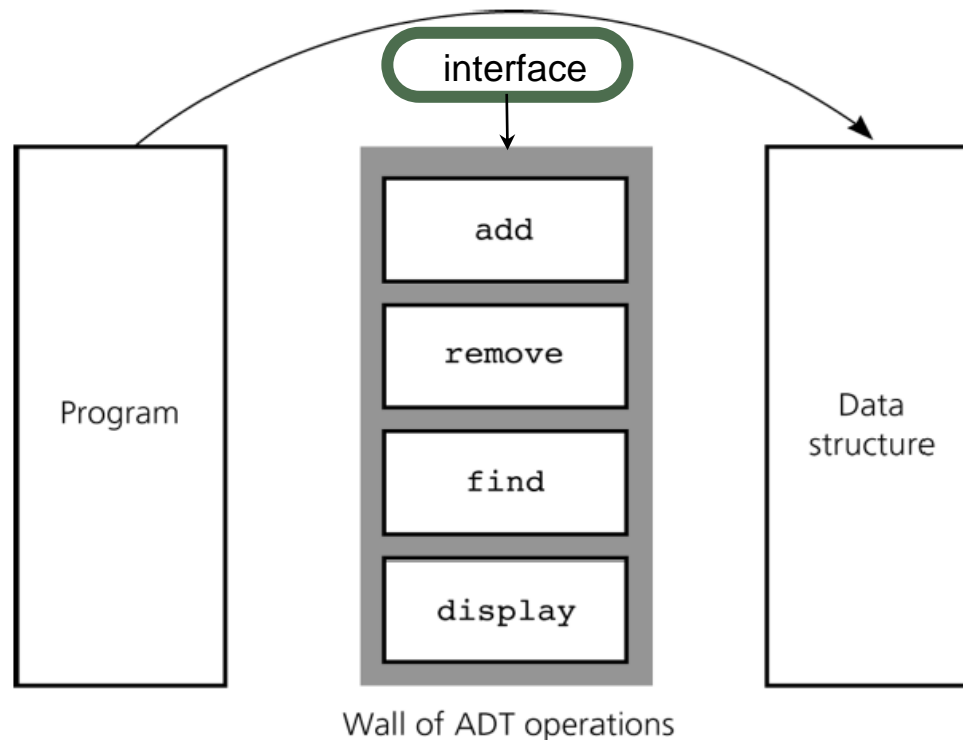 interface
add
remove
find
display
Program
Data
structure
Wall of ADT operations